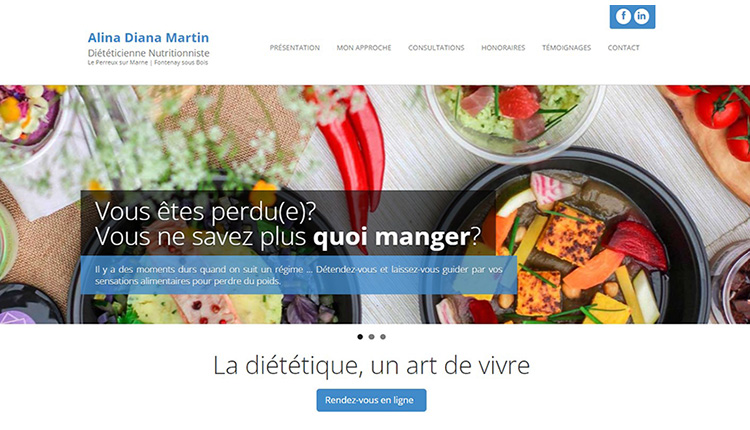 f in
Alina Diana Martin
Diététicienne Nutritionniste
Le Perreux sur Marne | Fontenay sous Bois
PRÉSENTATION MON APPROCHE CONSULTATIONS HONORAIRES TÉMOIGNAGES CONTACT
Vous êtes perdu(e)?
Vous ne savez plus quoi manger?
Il y a des moments durs quand on suit un régime ... Détendez-vous et laissez-vous guider par vos
sensations alimentaires pour perdre du poids.
La diététique, un art de vivre
Rendez-vous en ligne